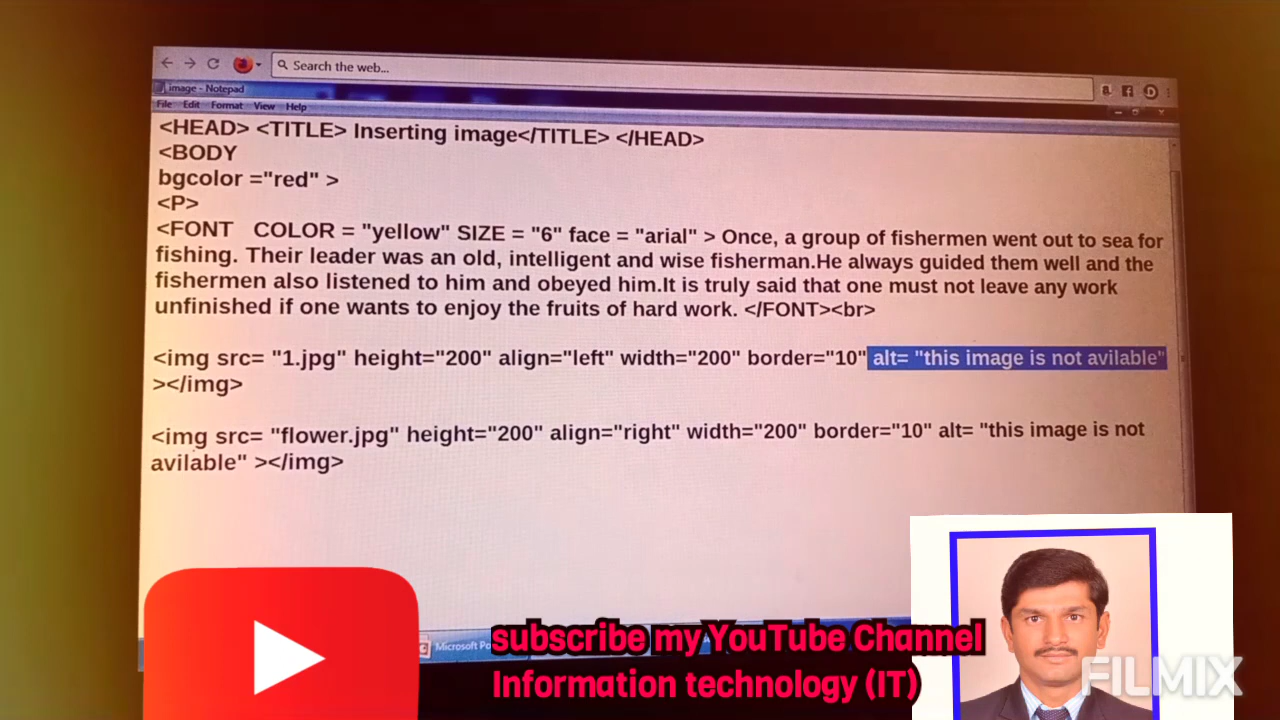 Search the web...
image - Notepad
File Edit Format View Help
<HEAD> <TITLE> Inserting image</TITLE> </HEAD>
<BODY
bgcolor ="red" >
<P>
<FONT COLOR = "yellow" SIZE = "6" face = "arial" > Once, a group of fishermen went out to sea for
fishing. Their leader was an old, intelligent and wise fisherman.He always guided them well and the
fishermen also listened to him and obeyed him.It is truly said that one must not leave any work
unfinished if one wants to enjoy the fruits of hard work. </FONT><br>
<img src= "1.jpg" height="200" align="left" width="200" border="10" alt= "this image is not avilable"
></img>
<img src= "flower.jpg" height="200" align="right" width="200" border="10" alt= "this image is not
avilable" ></img>
Microsoft
subscribe my YouTube Channel
Information technology (IT)
FILMIX